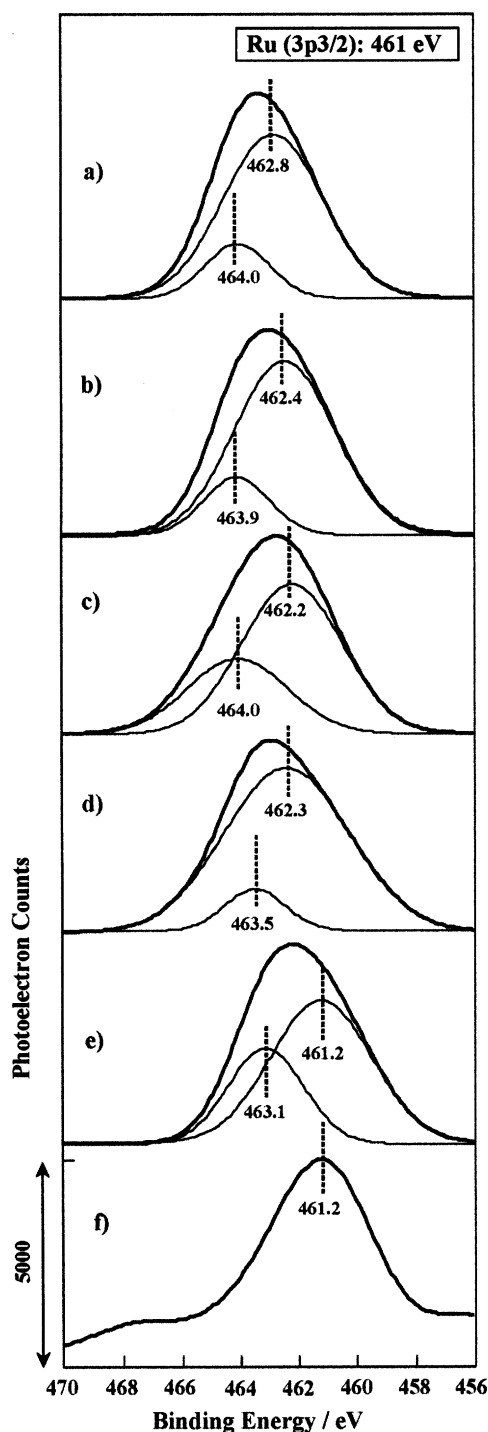 Ru (3p3/2): 461 eV
a)
462.8
464.0
b)
462.4
463.9
c)
462.2
464.0
d)
462.3
463.5
e)
461.2
463.1
f)
461.2
Photoelectron Counts
5000
470 468 466 464 462 460 458 456
Binding Energy / eV